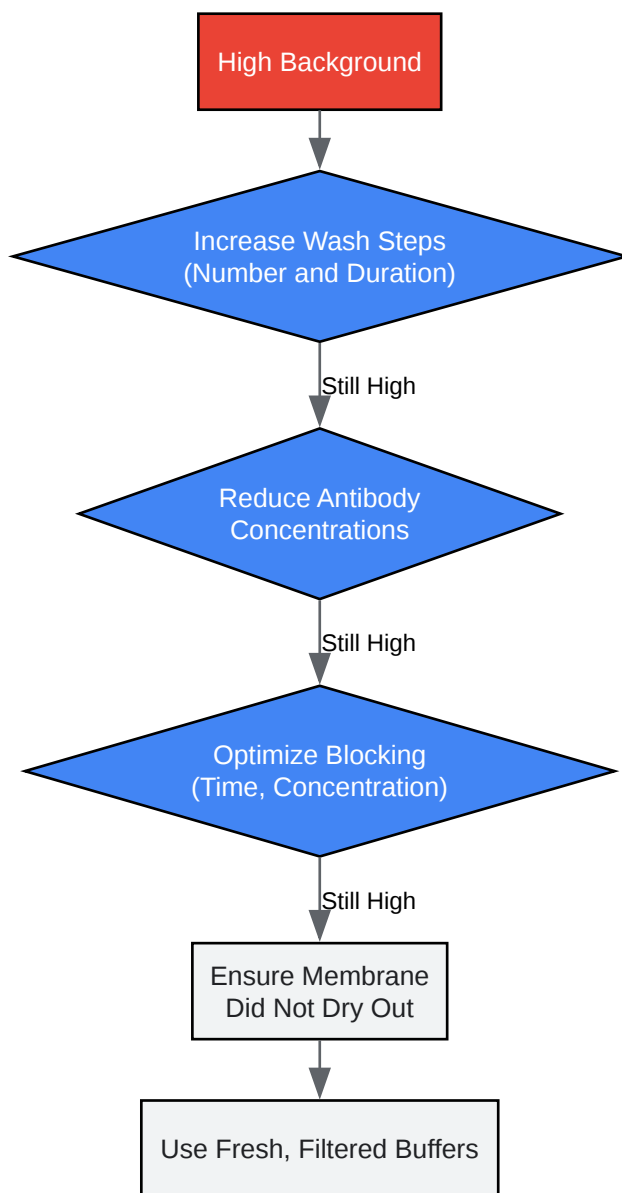 High Background
Increase Wash Steps
(Number and Duration)
Still High
Reduce Antibody
Concentrations
Still High
Optimize Blocking
(Time, Concentration)
Still High
Ensure Membrane
Did Not Dry Out
Use Fresh, Filtered Buffers